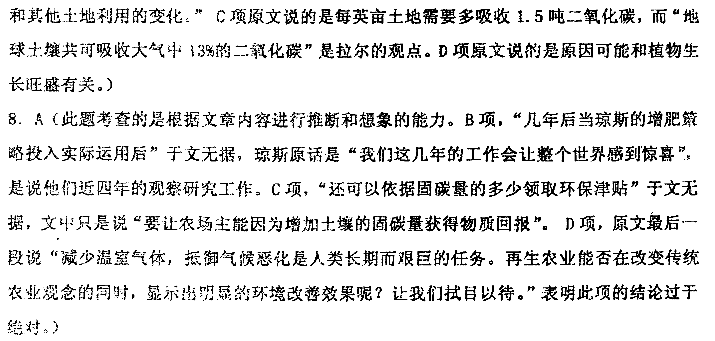 和其他土地利用的变化。” C项原文说的是每英亩土地需要多吸收 1.5 吨二氧化碳，而“地
球土壤共可吸收大气中 13%的二氧化碳”是拉尔的观点。D 项原文说的是原因可能和植物生
长旺盛有关。）
8. A（此题考查的是根据文章内容进行推断和想象的能力。B 项，“几年后当琼斯的增肥策
略投入实际运用后”于文无据，琼斯原话是“我们这几年的工作会让整个世界感到惊喜”，
是说他们近四年的观察研究工作。C 项，“还可以依据固碳量的多少领取环保津贴”于文无
据，文中只是说“要让农场主能因为增加土壤的固碳量获得物质回报”。 D 项，原文最后一
段说“减少温室气体，抵御气候恶化是人类长期而艰巨的任务。再生农业能否在改变传统
农业观念的同时，显示出明显的环境改善效果呢？让我们拭目以待。”表明此项的结论过于
绝对。）